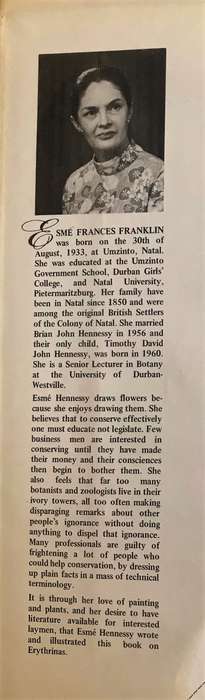 ESMÉ FRANCES FRANKLIN
was born on the 30th of
August, 1933, at Umzinto, Natal.
She was educated at the Umzinto
Government School, Durban Girls'
College, and Natal University,
Pietermaritzburg. Her family have
been in Natal since 1850 and were
among the original British Settlers
of the Colony of Natal. She married
Brian John Hennessy in 1956 and
their only child, Timothy David
John Hennessy, was born in 1960.
She is a Senior Lecturer in Botany
at the University of Durban-
Westville.
Esmé Hennessy draws flowers be-
cause she enjoys drawing them. She
believes that to conserve effectively
one must educate not legislate. Few
business men are interested in
conserving until they have made
their money and their consciences
then begin to bother them. She
also feels that far too many
botanists and zoologists live in their
ivory towers, all too often making
disparaging remarks about other
people's ignorance without doing
anything to dispel that ignorance.
Many professionals are guilty of
frightening a lot of people who
could help conservation, by dressing
up plain facts in a mass of technical
terminology.
It is through her love of painting
and plants, and her desire to have
literature available for interested
laymen, that Esmé Hennessy wrote
and illustrated this book on
Erythrinas.